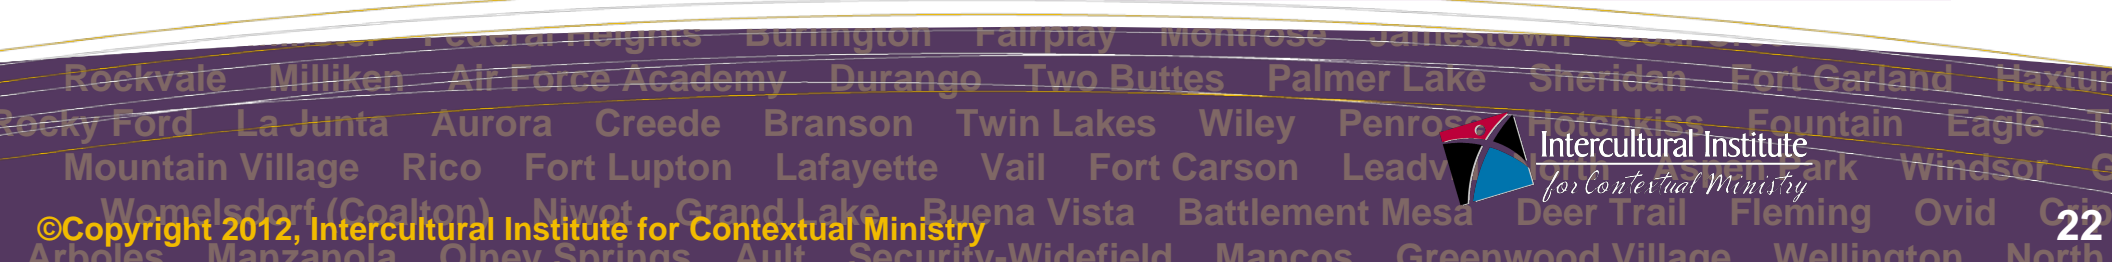 Federal Heights Burlington Fairplay Montrose Jamestown
Rockvale Milliken Air Force Academy Durango Two Buttes Palmer Lake Sheridan Fort Garland Haxtun
Rocky Ford La Junta Aurora Creede Branson Twin Lakes Wiley Penrose Hotchkiss Fountain Eagle
Intercultural Institute
Mountain Village Rico Fort Lupton Lafayette Vail Fort Carson Leadv Aspen Park Windsor
for Contextual Ministry
Womelsdorf (Coalton) Niwot Grand Lake Buena Vista Battlement Mesa Deer Trail Fleming Ovid Crip
©Copyright 2012, Intercultural Institute for Contextual Ministry
22
Arboles Manzanola Olney Springs Ault Security-Widefield Mancos Greenwood Village Wellington North